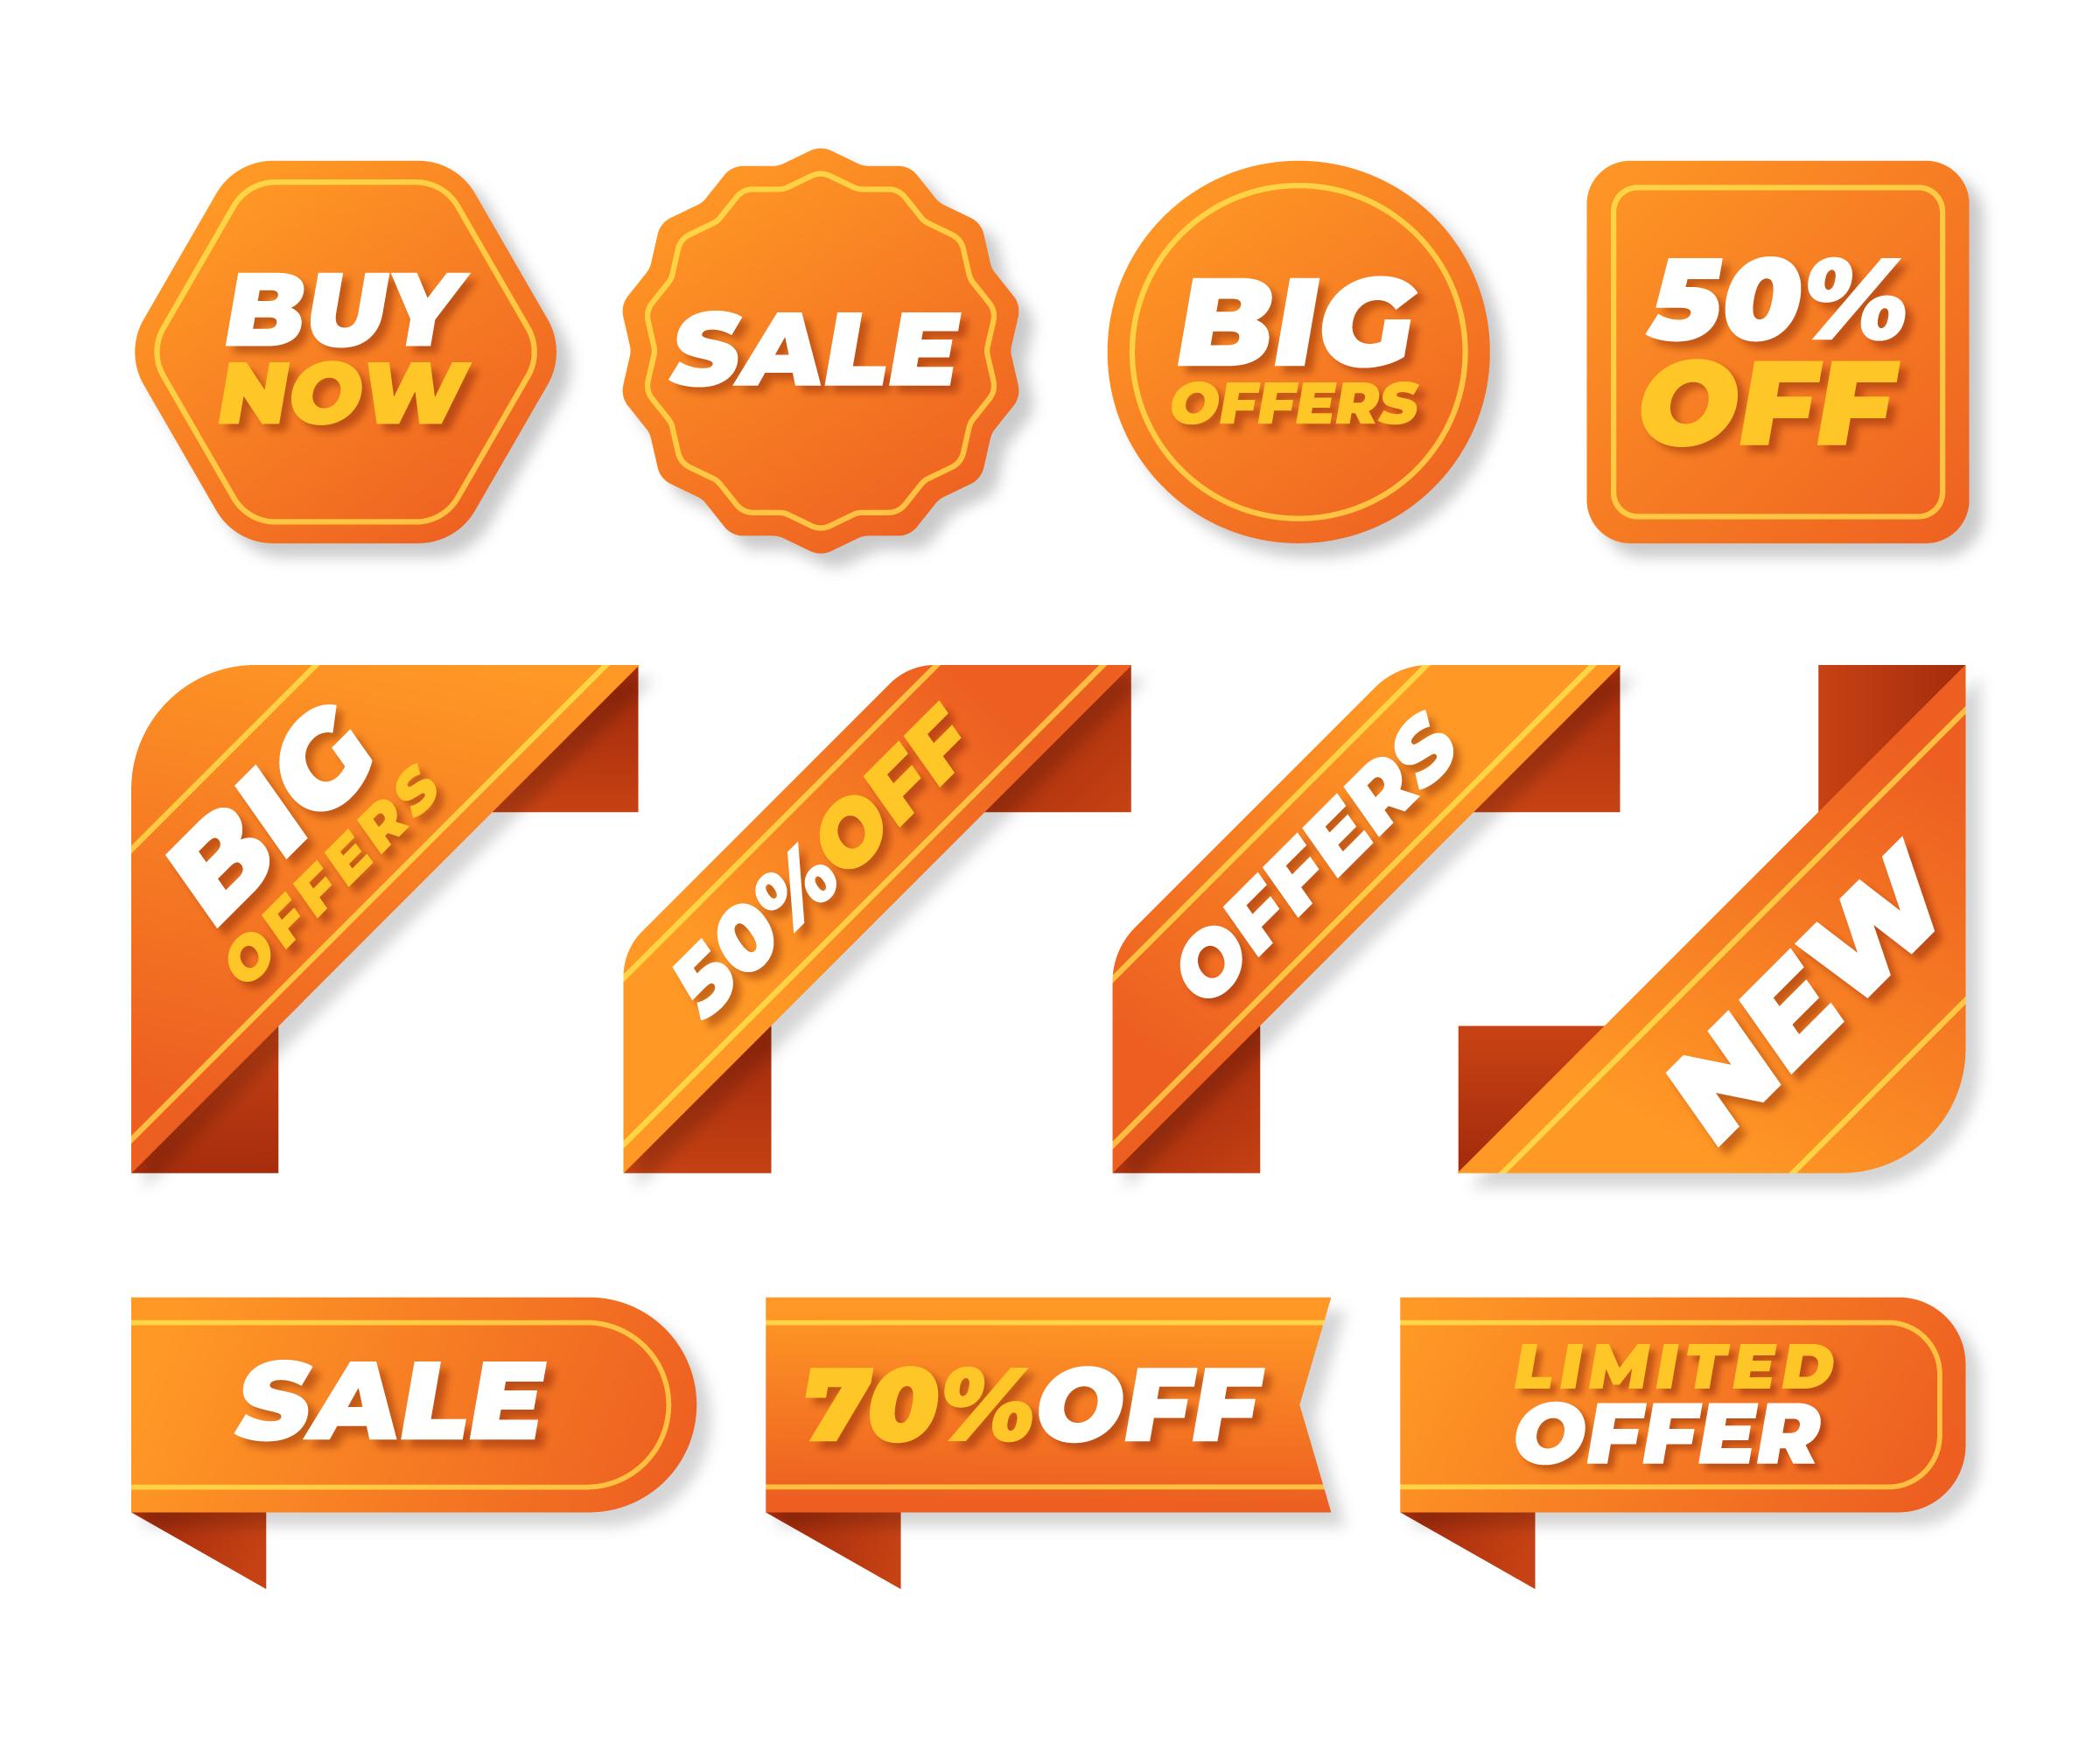 BUY
NOW
SALE
BIG
OFFERS
50%
OFF
BIG
OFFERS
50%OFF
OFFERS
NEW
SALE
70%OFF
LIMITED
OFFER